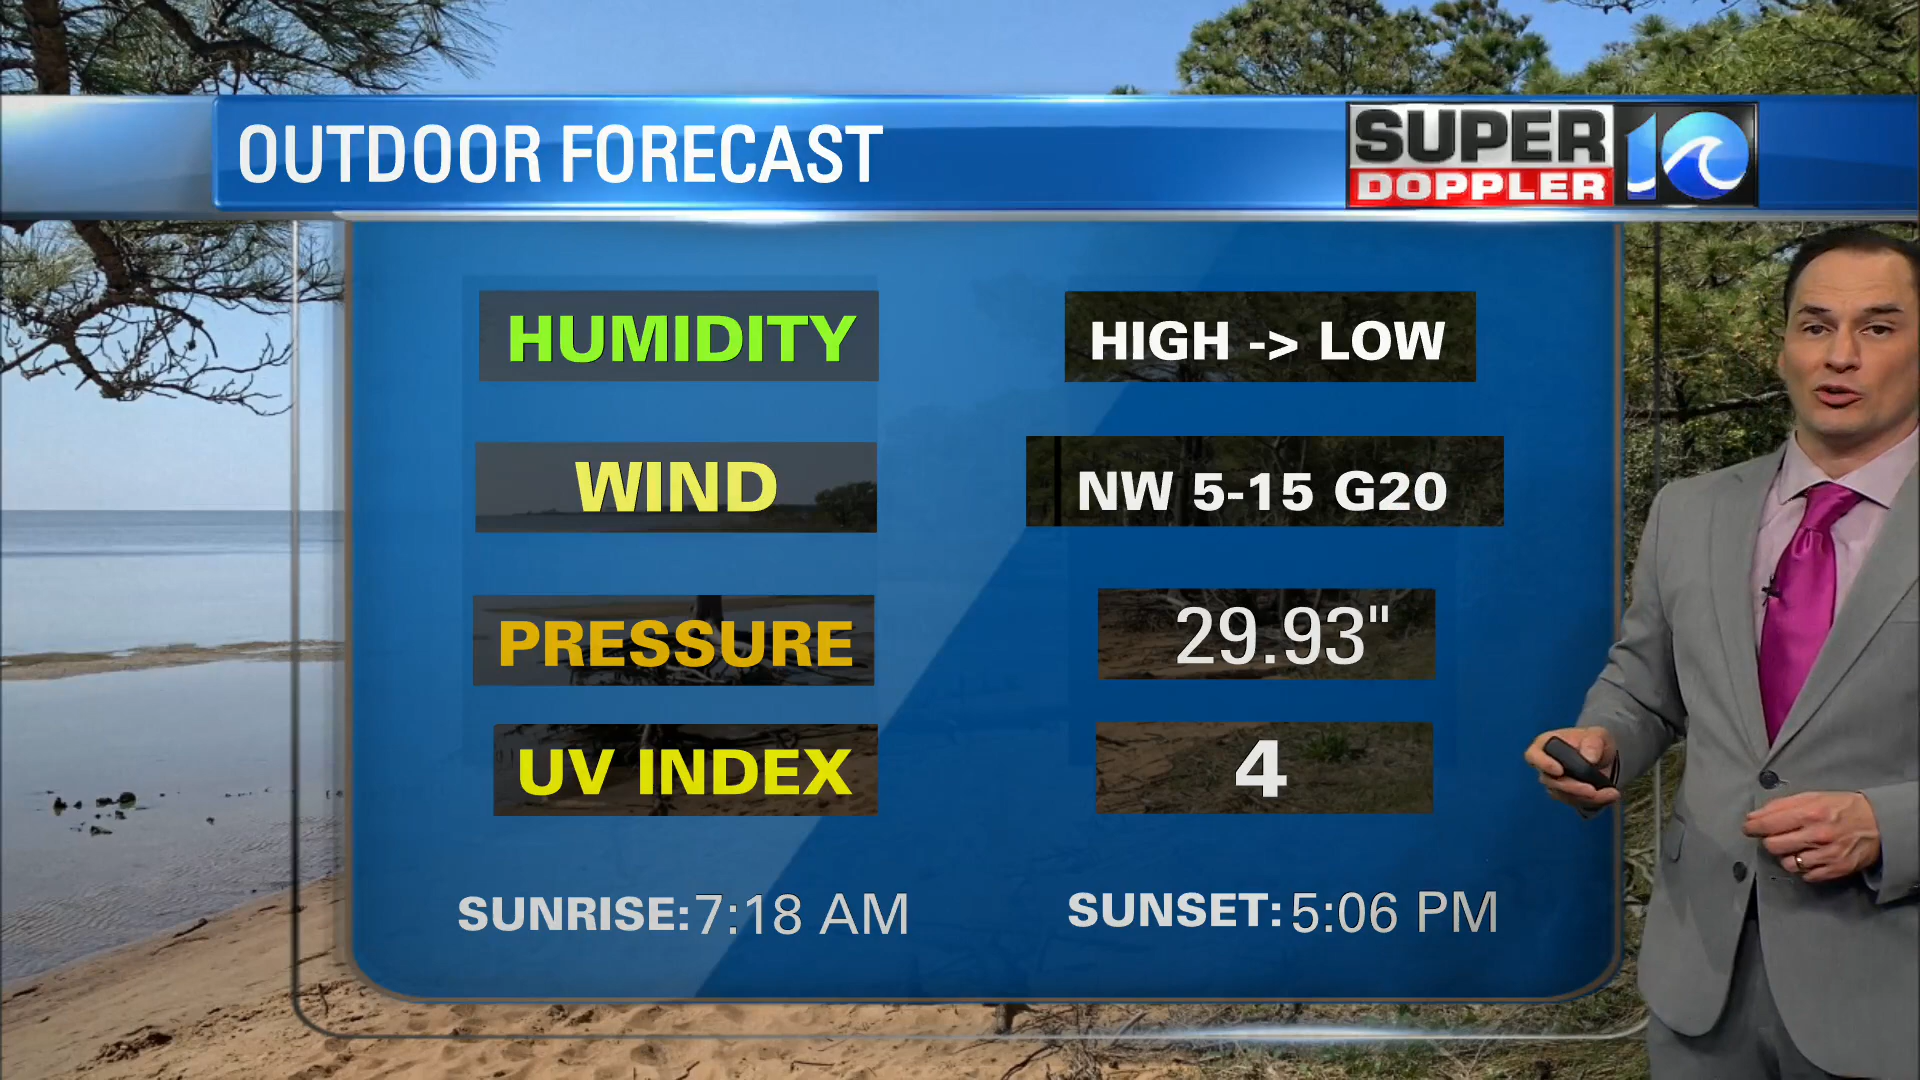 OUTDOOR FORECAST
SUPER
DOPPLER
10
HUMIDITY
HIGH -> LOW
WIND
NW 5-15 G20
PRESSURE
29.93"
UV INDEX
4
SUNRISE: 7:18 AM
SUNSET: 5:06 PM